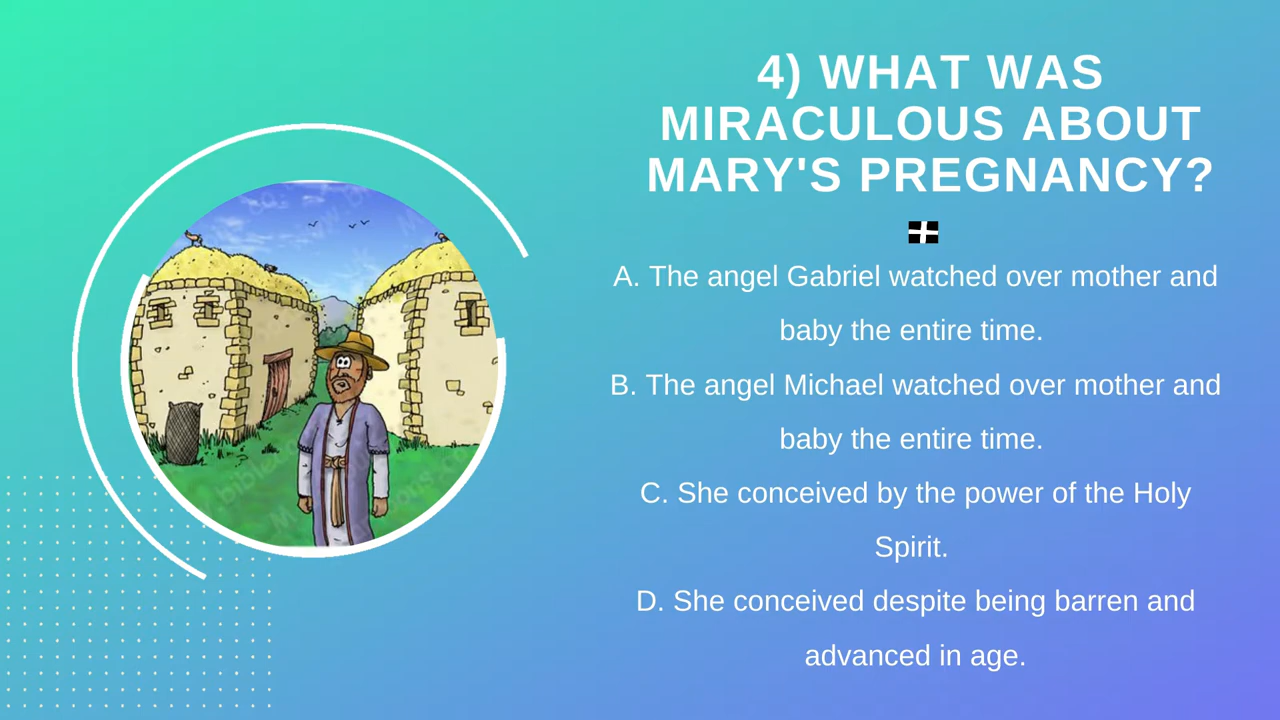 4) WHAT WAS
MIRACULOUS ABOUT
MARY'S PREGNANCY?
A. The angel Gabriel watched over mother and
baby the entire time.
B. The angel Michael watched over mother and
baby the entire time.
C. She conceived by the power of the Holy
Spirit.
D. She conceived despite being barren and
advanced in age.